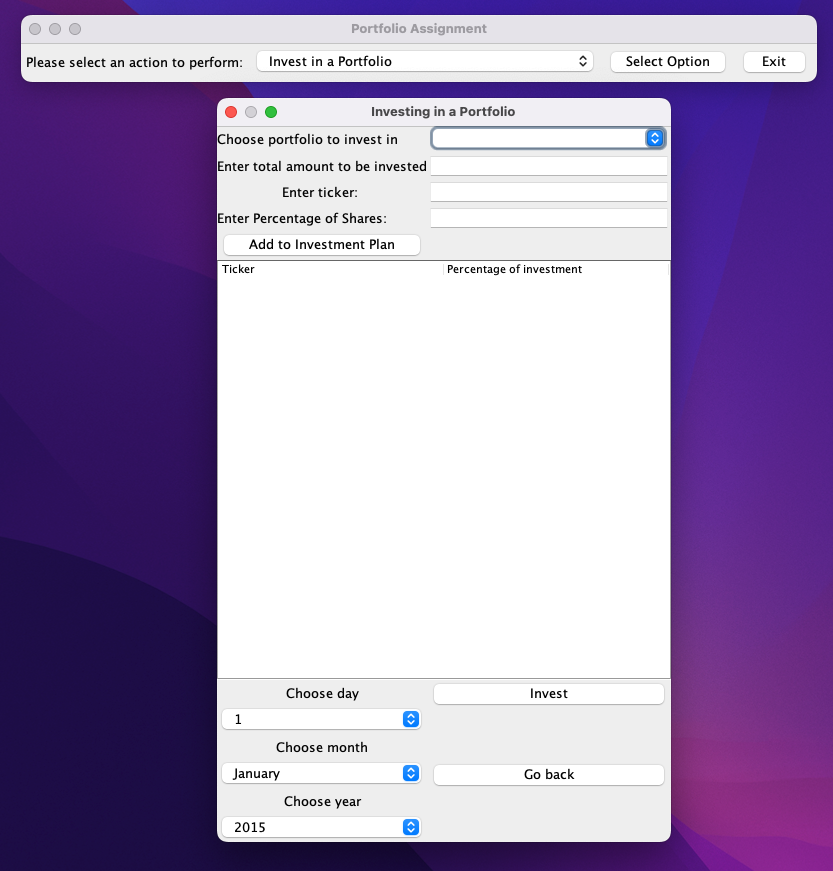 Portfolio Assignment
Please select an action to perform: Invest in a Portfolio Select Option Exit
Investing in a Portfolio
Choose portfolio to invest in
Enter total amount to be invested
Enter ticker:
Enter Percentage of Shares:
Add to Investment Plan
Ticker Percentage of investment
Choose day Invest
1
Choose month
January Go back
Choose year
2015